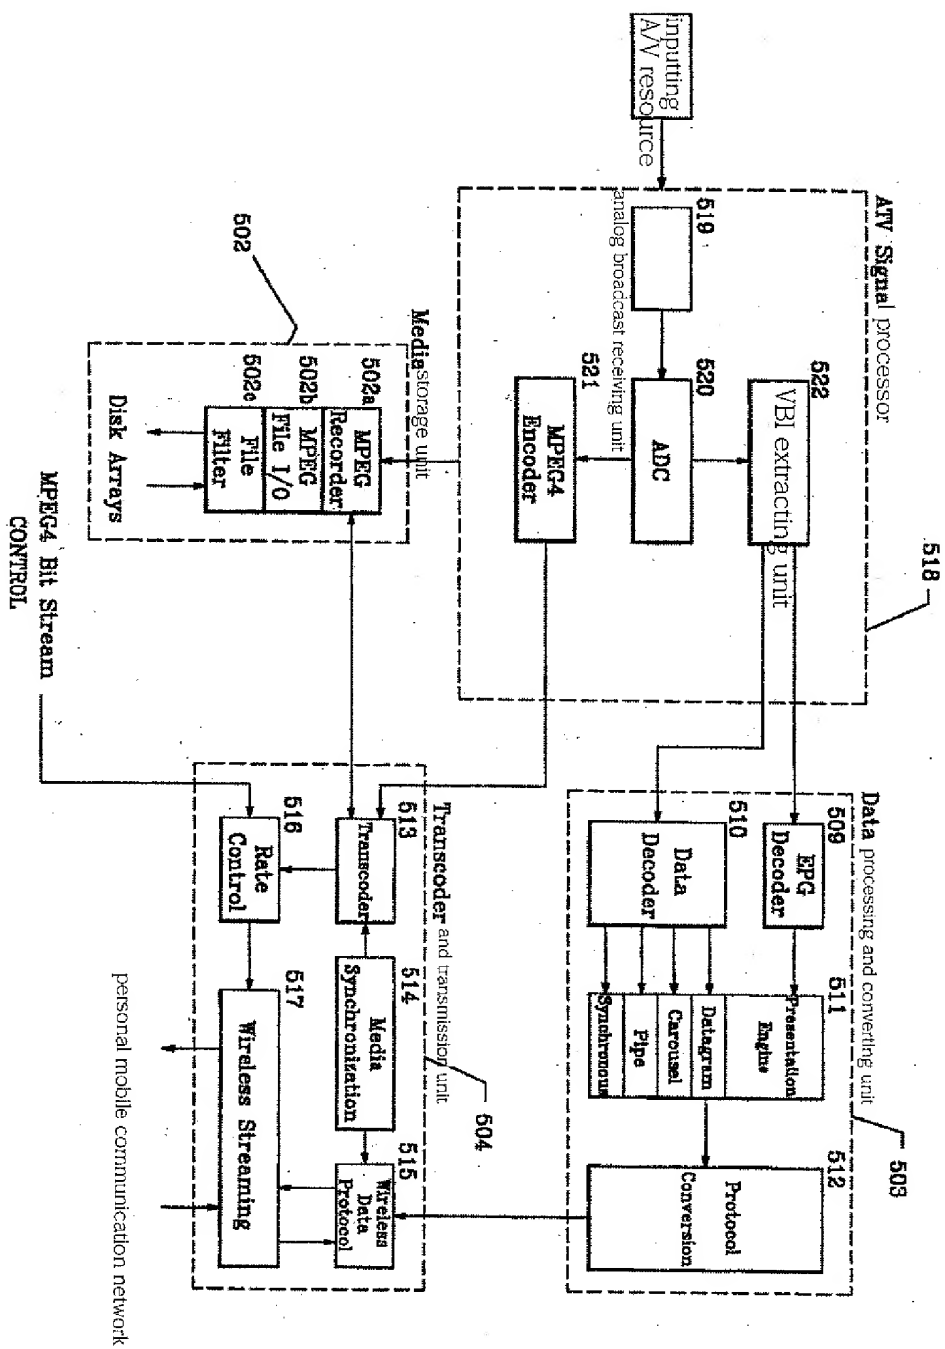 inputting
A/V resource
ATV Signal processor
518
519
analog broadcast receiving unit
520
ADC
522
VBI extracting unit
521
MPEG4
Encoder
502
Media storage unit
502a
MPEG
Recorder
502b
MPEG
File I/O
502c
File
Filter
Disk Arrays
MPEG4 Bit Stream
CONTROL
Data processing and converting unit
503
509
EPG
Decoder
510
Data
Decoder
511
Presentation
Engine
Datagram
Carousel
Pipe
Synchronous
512
Protocol
Conversion
Transcoder and transmission unit
504
513
Transcoder
514
Media
Synchronization
515
Wireless
Data
Protocol
516
Rate
Control
517
Wireless Streaming
personal mobile communication network